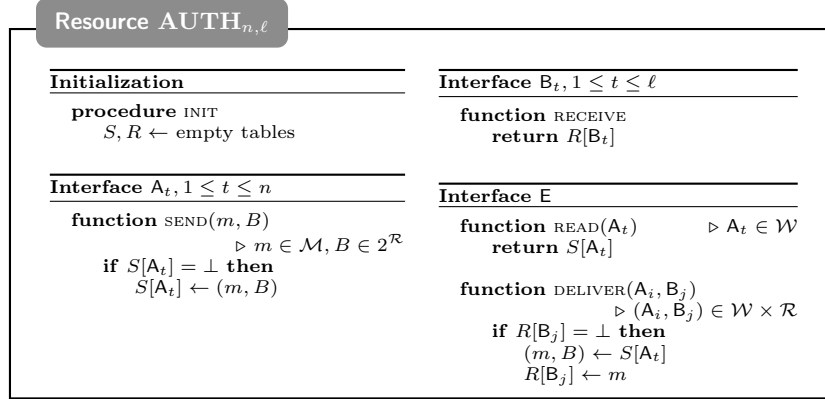 Resource AUTH_{n,ℓ}
Initialization
procedure INIT
S, R ← empty tables
Interface A_t, 1 ≤ t ≤ n
function SEND(m, B)
▷ m ∈ ℳ, B ∈ 2^ℛ
if S[A_t] = ⊥ then
S[A_t] ← (m, B)
Interface B_t, 1 ≤ t ≤ ℓ
function RECEIVE
return R[B_t]
Interface E
function READ(A_t) ▷ A_t ∈ 𝒲
return S[A_t]
function DELIVER(A_i, B_j)
▷ (A_i, B_j) ∈ 𝒲 × ℛ
if R[B_j] = ⊥ then
(m, B) ← S[A_t]
R[B_j] ← m